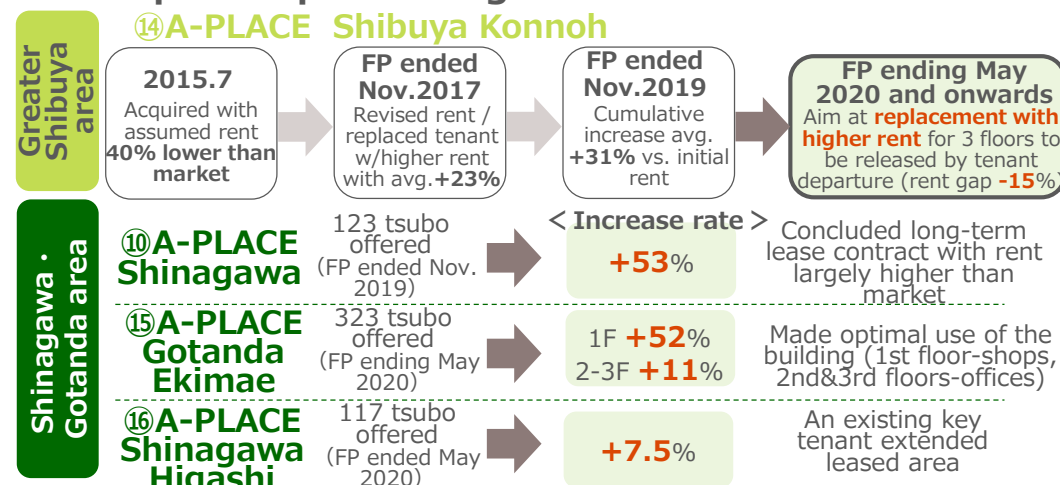 ⑭A-PLACE Shibuya Konnoh
Greater
Shibuya
area
2015.7
Acquired with
assumed rent
40% lower than
market
FP ended
Nov.2017
Revised rent /
replaced tenant
w/higher rent
with avg.+23%
FP ended
Nov.2019
Cumulative
increase avg.
+31% vs. initial
rent
FP ending May
2020 and onwards
Aim at replacement with
higher rent for 3 floors to
be released by tenant
departure (rent gap -15%)
Shinagawa・
Gotanda area
< Increase rate >
⑩A-PLACE
Shinagawa
123 tsubo
offered
(FP ended Nov.
2019)
+53%
Concluded long-term
lease contract with rent
largely higher than
market
⑮A-PLACE
Gotanda
Ekimae
323 tsubo
offered
(FP ending May
2020)
1F +52%
2-3F +11%
Made optimal use of the
building (1st floor-shops,
2nd&3rd floors-offices)
⑯A-PLACE
Shinagawa
Higashi
117 tsubo
offered
(FP ended May
2020)
+7.5%
An existing key
tenant extended
leased area